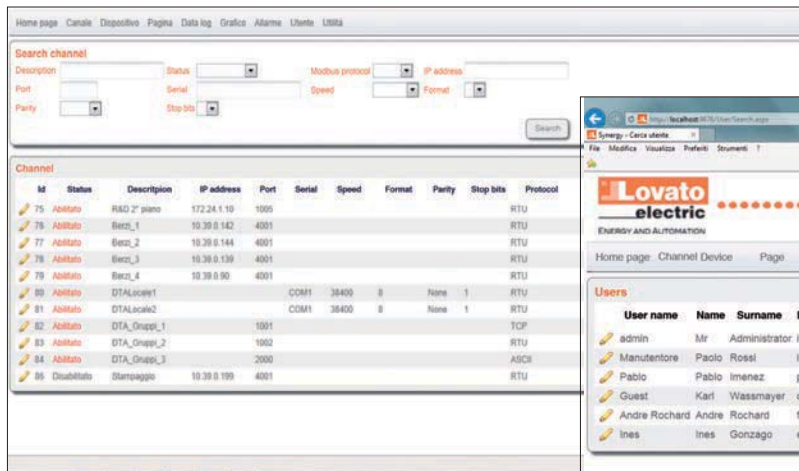 Home page Canale Dispositivo Pagina Data log Grafico Allarme Utente Utilità
Search channel
Description Status Modbus protocol IP address
Port Serial Speed Format
Parity Stop bits
Search
Channel
Id Status Descritpion IP address Port Serial Speed Format Parity Stop bits Protocol
75 Abilitato R&D 2° piano 172.24.1.10 1005 RTU
76 Abilitato Berzi_1 10.39.0.142 4001 RTU
77 Abilitato Berzi_2 10.39.0.144 4001 RTU
78 Abilitato Berzi_3 10.39.0.139 4001 RTU
79 Abilitato Berzi_4 10.39.0.90 4001 RTU
80 Abilitato DTALocale1 COM1 38400 8 None 1 RTU
81 Abilitato DTALocale2 COM1 38400 8 None 1 RTU
82 Abilitato DTA_Gruppi_1 1001 TCP
83 Abilitato DTA_Gruppi_2 1002 RTU
84 Abilitato DTA_Gruppi_3 2000 ASCII
86 Disabilitato Stampaggio 10.39.0.199 4001 RTU
Synergy - Cerca utente
File Modifica Visualizza Preferiti Strumenti ?
Lovato
electric
ENERGY AND AUTOMATION
Home page Channel Device Page
Users
User name Name Surname
admin Mr Administrator
Manutentore Paolo Rossi
Pablo Pablo Imenez
Guest Karl Wassmayer
Andre Rochard Andre Rochard
Ines Ines Gonzago